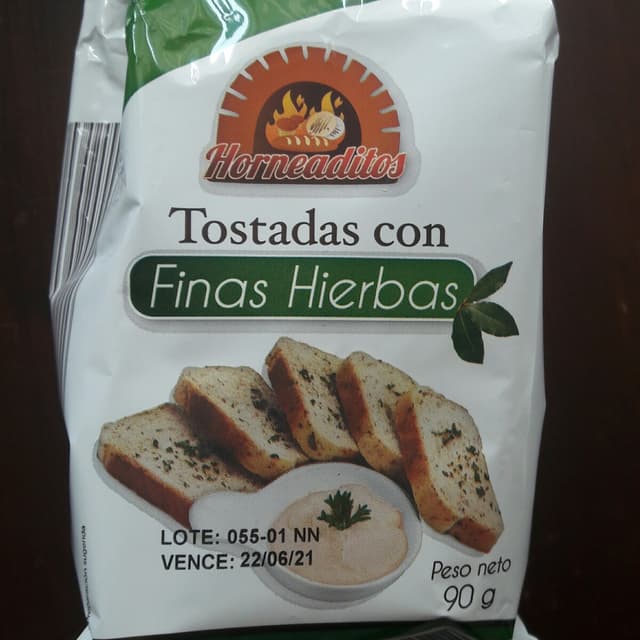 Horneaditos
Tostadas con
Finas Hierbas
LOTE: 055-01 NN
VENCE: 22/06/21
Peso neto
90 g